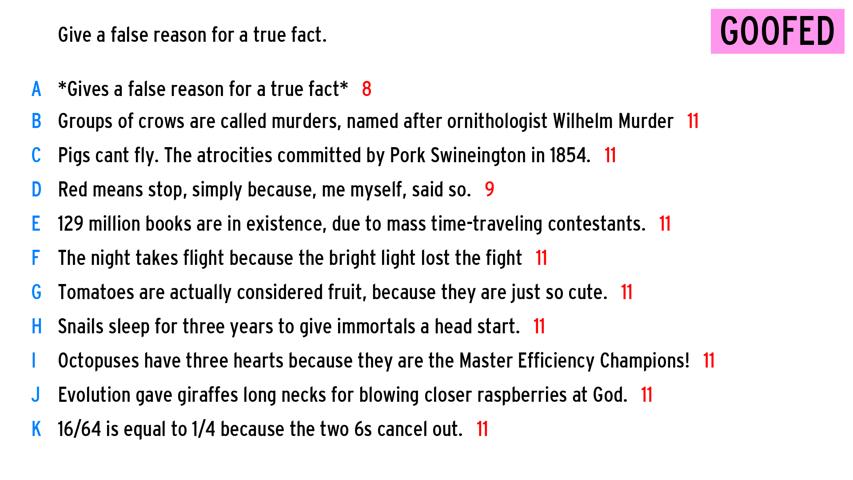 Give a false reason for a true fact.
GOOFED
A *Gives a false reason for a true fact* 8
B Groups of crows are called murders, named after ornithologist Wilhelm Murder 11
C Pigs cant fly. The atrocities committed by Pork Swineington in 1854. 11
D Red means stop, simply because, me myself, said so. 9
E 129 million books are in existence, due to mass time-traveling contestants. 11
F The night takes flight because the bright light lost the fight 11
G Tomatoes are actually considered fruit, because they are just so cute. 11
H Snails sleep for three years to give immortals a head start. 11
I Octopuses have three hearts because they are the Master Efficiency Champions! 11
J Evolution gave giraffes long necks for blowing closer raspberries at God. 11
K 16/64 is equal to 1/4 because the two 6s cancel out. 11